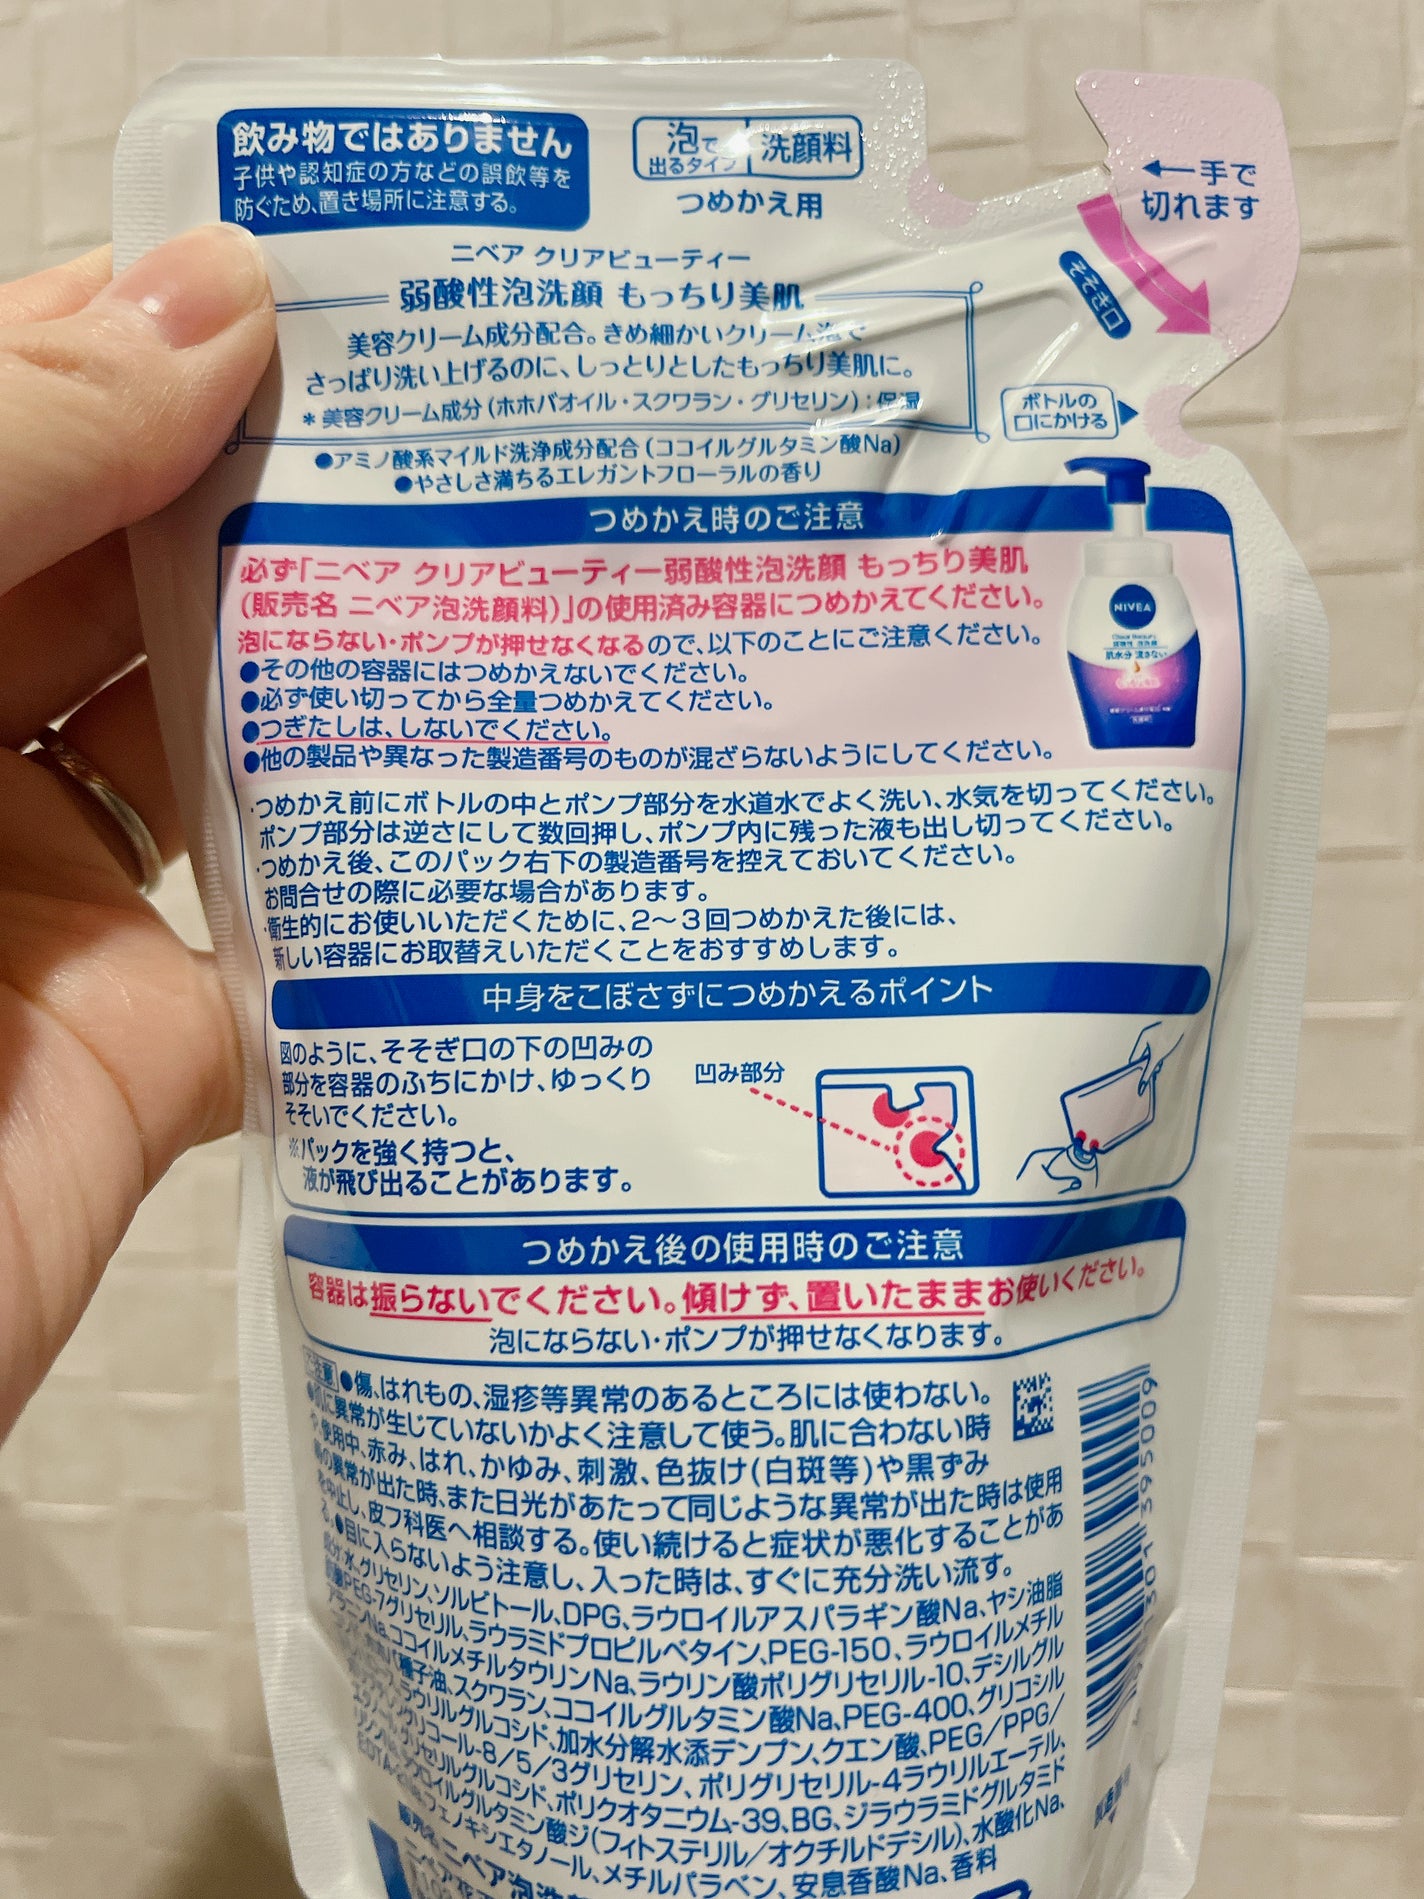 飲み物ではありません
子供や認知症の方などの誤飲等を
防ぐため、置き場所に注意する。
泡で
出るタイプ
洗顔料
つめかえ用
←手で
切れます
そそぎ口
ニベア クリアビューティー
弱酸性泡洗顔 もっちり美肌
美容クリーム成分配合。きめ細かいクリーム泡で
さっぱり洗い上げるのに、しっとりとしたもっちり美肌に。
*美容クリーム成分(ホホバオイル・スクワラン・グリセリン):保湿
●アミノ酸系マイルド洗浄成分配合(ココイルグルタミン酸Na)
●やさしさ満ちるエレガントフローラルの香り
ボトルの
口にかける
つめかえ時のご注意
必ず「ニベア クリアビューティー弱酸性泡洗顔 もっちり美肌
(販売名 ニベア泡洗顔料)」の使用済み容器につめかえてください。
泡にならない・ポンプが押せなくなるので、以下のことにご注意ください。
●その他の容器にはつめかえないでください。
●必ず使い切ってから全量つめかえてください。
●つぎたしは、しないでください。
●他の製品や異なった製造番号のものが混ざらないようにしてください。
NIVEA
・つめかえ前にボトルの中とポンプ部分を水道水でよく洗い、水気を切ってください。
ポンプ部分は逆さにして数回押し、ポンプ内に残った液も出し切ってください。
・つめかえ後、このパック右下の製造番号を控えておいてください。
お問合せの際に必要な場合があります。
・衛生的にお使いいただくために、2〜3回つめかえた後には、
新しい容器にお取替えいただくことをおすすめします。
中身をこぼさずにつめかえるポイント
図のように、そそぎ口の下の凹みの
部分を容器のふちにかけ、ゆっくり
そそいでください。
※パックを強く持つと、
液が飛び出ることがあります。
凹み部分
つめかえ後の使用時のご注意
容器は振らないでください。傾けず、置いたままお使いください。
泡にならない・ポンプが押せなくなります。
ご注意 ●傷、はれもの、湿疹等異常のあるところには使わない。
●肌に異常が生じていないかよく注意して使う。肌に合わない時
や使用中、赤み、はれ、かゆみ、刺激、色抜け(白斑等)や黒ずみ
等の異常が出た時、また日光があたって同じような異常が出た時は使用
を中止し、皮フ科医へ相談する。使い続けると症状が悪化することがあ
る。●目に入らないよう注意し、入った時は、すぐに充分洗い流す。
水、グリセリン、ソルビトール、DPG、ラウロイルアスパラギン酸Na、ヤシ油脂
PEG-7グリセリル、ラウラミドプロピルベタイン、PEG-150、ラウロイルメチル
アラニンNa、ココイルメチルタウリンNa、ラウリン酸ポリグリセリル-10、デシルグル
種子油、スクワラン、ココイルグルタミン酸Na、PEG-400、グリコシル
ラウリルグルコシド、加水分解水添デンプン、クエン酸、PEG/PPG/
グリコール-8/5/3グリセリン、ポリグリセリル-4ラウリルエーテル、
グリセリルグルコシド、ポリクオタニウム-39、BG、ジラウラミドグルタミド
ロイルグルタミン酸ジ(フィトステリル/オクチルドデシル)、水酸化Na、
フェノキシエタノール、メチルパラベン、安息香酸Na、香料
販売名 ニベア泡洗
製造番号